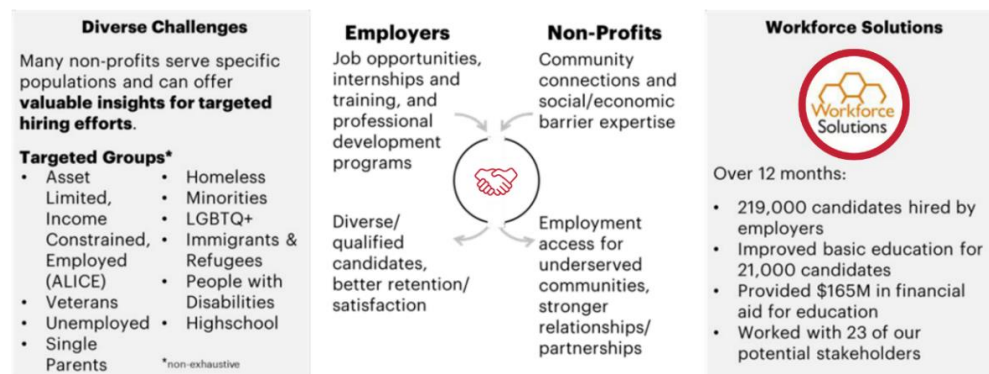 Diverse Challenges
Many non-profits serve specific
populations and can offer
valuable insights for targeted
hiring efforts.
Targeted Groups*
• Asset
Limited,
Income
Constrained,
Employed
(ALICE)
• Veterans
• Unemployed
• Single
Parents
• Homeless
• Minorities
• LGBTQ+
• Immigrants &
Refugees
• People with
Disabilities
• Highschool
*non-exhaustive
Employers
Job opportunities,
internships and
training, and
professional
development
programs
Non-Profits
Community
connections and
social/economic
barrier expertise
Diverse/
qualified
candidates,
better retention/
satisfaction
Employment
access for
underserved
communities,
stronger
relationships/
partnerships
Workforce Solutions
Workforce
Solutions
Over 12 months:
• 219,000 candidates hired by
employers
• Improved basic education for
21,000 candidates
• Provided $165M in financial
aid for education
• Worked with 23 of our
potential stakeholders